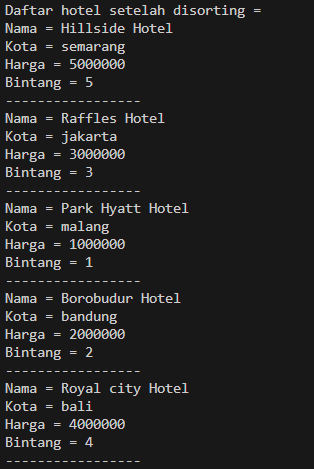 Daftar hotel setelah disorting =
Nama = Hillside Hotel
Kota = semarang
Harga = 5000000
Bintang = 5
-----------------
Nama = Raffles Hotel
Kota = jakarta
Harga = 3000000
Bintang = 3
-----------------
Nama = Park Hyatt Hotel
Kota = malang
Harga = 1000000
Bintang = 1
-----------------
Nama = Borobudur Hotel
Kota = bandung
Harga = 2000000
Bintang = 2
-----------------
Nama = Royal city Hotel
Kota = bali
Harga = 4000000
Bintang = 4
-----------------